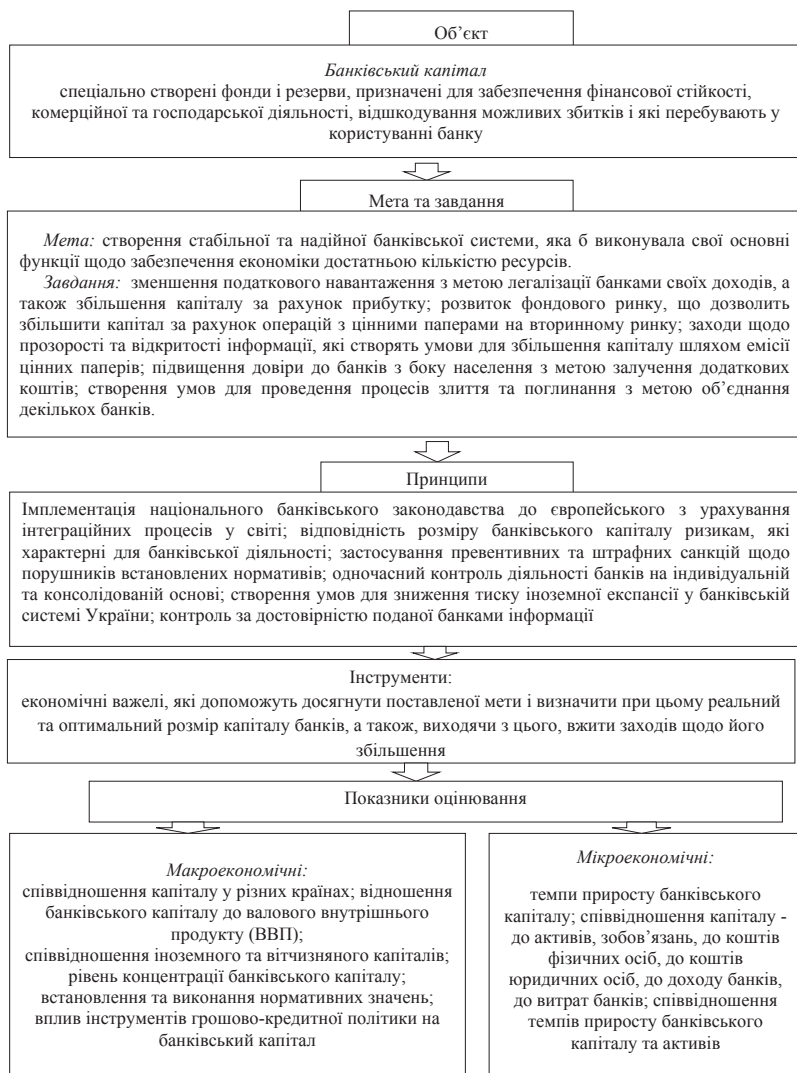 Об’єкт
Банківський капітал
спеціально створені фонди і резерви, призначені для забезпечення фінансової стійкості,
комерційної та господарської діяльності, відшкодування можливих збитків і які перебувають у
користуванні банку
Мета та завдання
Мета: створення стабільної та надійної банківської системи, яка б виконувала свої основні
функції щодо забезпечення економіки достатньою кількістю ресурсів.
Завдання: зменшення податкового навантаження з метою легалізації банками своїх доходів, а
також збільшення капіталу за рахунок прибутку; розвиток фондового ринку, що дозволить
збільшити капітал за рахунок операцій з цінними паперами на вторинному ринку; заходи щодо
прозорості та відкритості інформації, які створять умови для збільшення капіталу шляхом емісії
цінних паперів; підвищення довіри до банків з боку населення з метою залучення додаткових
коштів; створення умов для проведення процесів злиття та поглинання з метою об’єднання
декількох банків.
Принципи
Імплементація національного банківського законодавства до європейського з урахування
інтеграційних процесів у світі; відповідність розміру банківського капіталу ризикам, які
характерні для банківської діяльності; застосування превентивних та штрафних санкцій щодо
порушників встановлених нормативів; одночасний контроль діяльності банків на індивідуальній
та консолідованій основі; створення умов для зниження тиску іноземної експансії у банківській
системі України; контроль за достовірністю поданої банками інформації
Інструменти:
економічні важелі, які допоможуть досягнути поставленої мети і визначити при цьому реальний
та оптимальний розмір капіталу банків, а також, виходячи з цього, вжити заходів щодо його
збільшення
Показники оцінювання
Макроекономічні:
співвідношення капіталу у різних країнах; відношення
банківського капіталу до валового внутрішнього
продукту (ВВП);
співвідношення іноземного та вітчизняного капіталів;
рівень концентрації банківського капіталу;
встановлення та виконання нормативних значень;
вплив інструментів грошово-кредитної політики на
банківський капітал
Мікроекономічні:
темпи приросту банківського
капіталу; співвідношення капіталу -
до активів, зобов’язань, до коштів
фізичних осіб, до коштів
юридичних осіб, до доходу банків,
до витрат банків; співвідношення
темпів приросту банківського
капіталу та активів